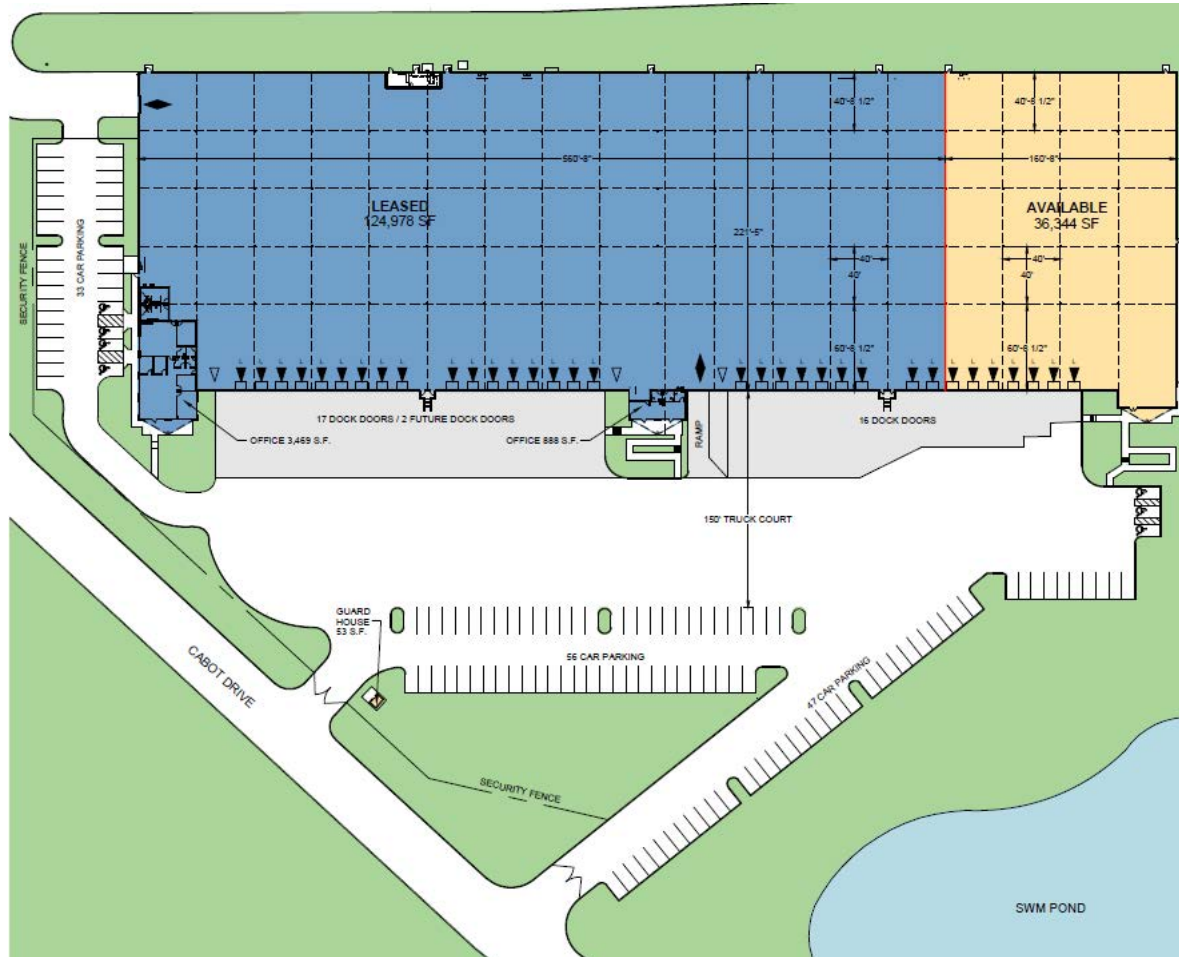 40'-6 1/2"
40'-6 1/2"
560'-8"
160'-8"
LEASED
124,978 SF
AVAILABLE
36,344 SF
221'-5"
40'
40'
40'
40'
60'-6 1/2"
60'-6 1/2"
L L L L L L L L L
L L L L L L L L
L L L L L L L L L
L L L L L L L
SECURITY FENCE
33 CAR PARKING
17 DOCK DOORS / 2 FUTURE DOCK DOORS
16 DOCK DOORS
OFFICE 3,469 S.F.
OFFICE 888 S.F.
RAMP
150' TRUCK COURT
GUARD
HOUSE
53 S.F.
56 CAR PARKING
47 CAR PARKING
CABOT DRIVE
SECURITY FENCE
SWM POND